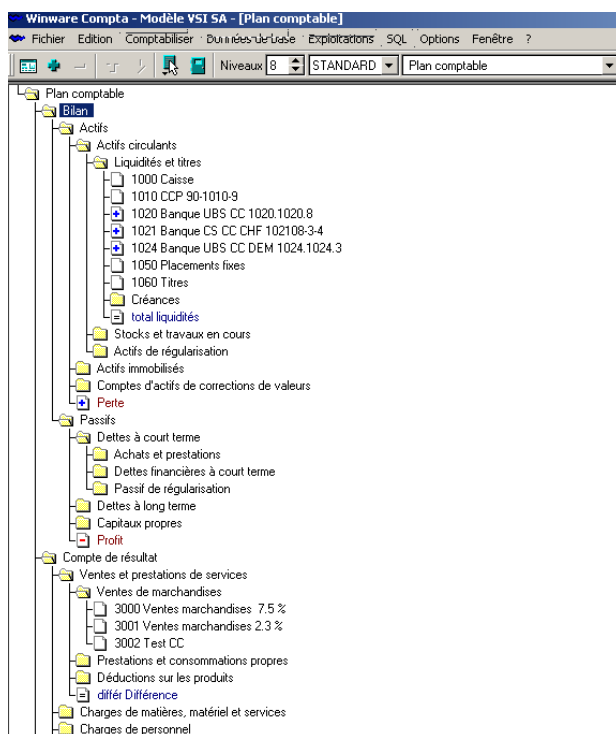 Winware Compta - Modèle VSI SA - [Plan comptable]
Fichier Edition Comptabiliser Données de base Exploitations SQL Options Fenêtre ?
Niveaux 8 STANDARD Plan comptable
Plan comptable
Bilan
Actifs
Actifs circulants
Liquidités et titres
1000 Caisse
1010 CCP 90-1010-9
1020 Banque UBS CC 1020.1020.8
1021 Banque CS CC CHF 102108-3-4
1024 Banque UBS CC DEM 1024.1024.3
1050 Placements fixes
1060 Titres
Créances
total liquidités
Stocks et travaux en cours
Actifs de régularisation
Actifs immobilisés
Comptes d'actifs de corrections de valeurs
Perte
Passifs
Dettes à court terme
Achats et prestations
Dettes financières à court terme
Passif de régularisation
Dettes à long terme
Capitaux propres
Profit
Compte de résultat
Ventes et prestations de services
Ventes de marchandises
3000 Ventes marchandises 7.5 %
3001 Ventes marchandises 2.3 %
3002 Test CC
Prestations et consommations propres
Déductions sur les produits
différ Différence
Charges de matières, matériel et services
Charges de personnel